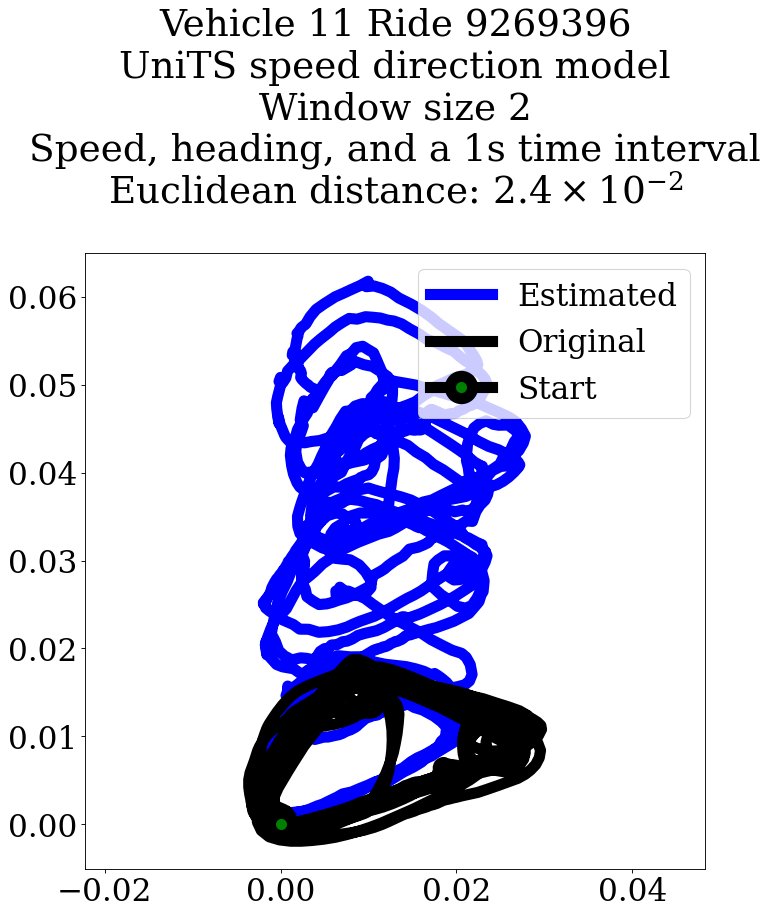 Vehicle 11 Ride 9269396
UniTS speed direction model
Window size 2
Speed, heading, and a 1s time interval
Euclidean distance: 2.4 × 10⁻²
Estimated
Original
Start
0.06
0.05
0.04
0.03
0.02
0.01
0.00
−0.02 0.00 0.02 0.04